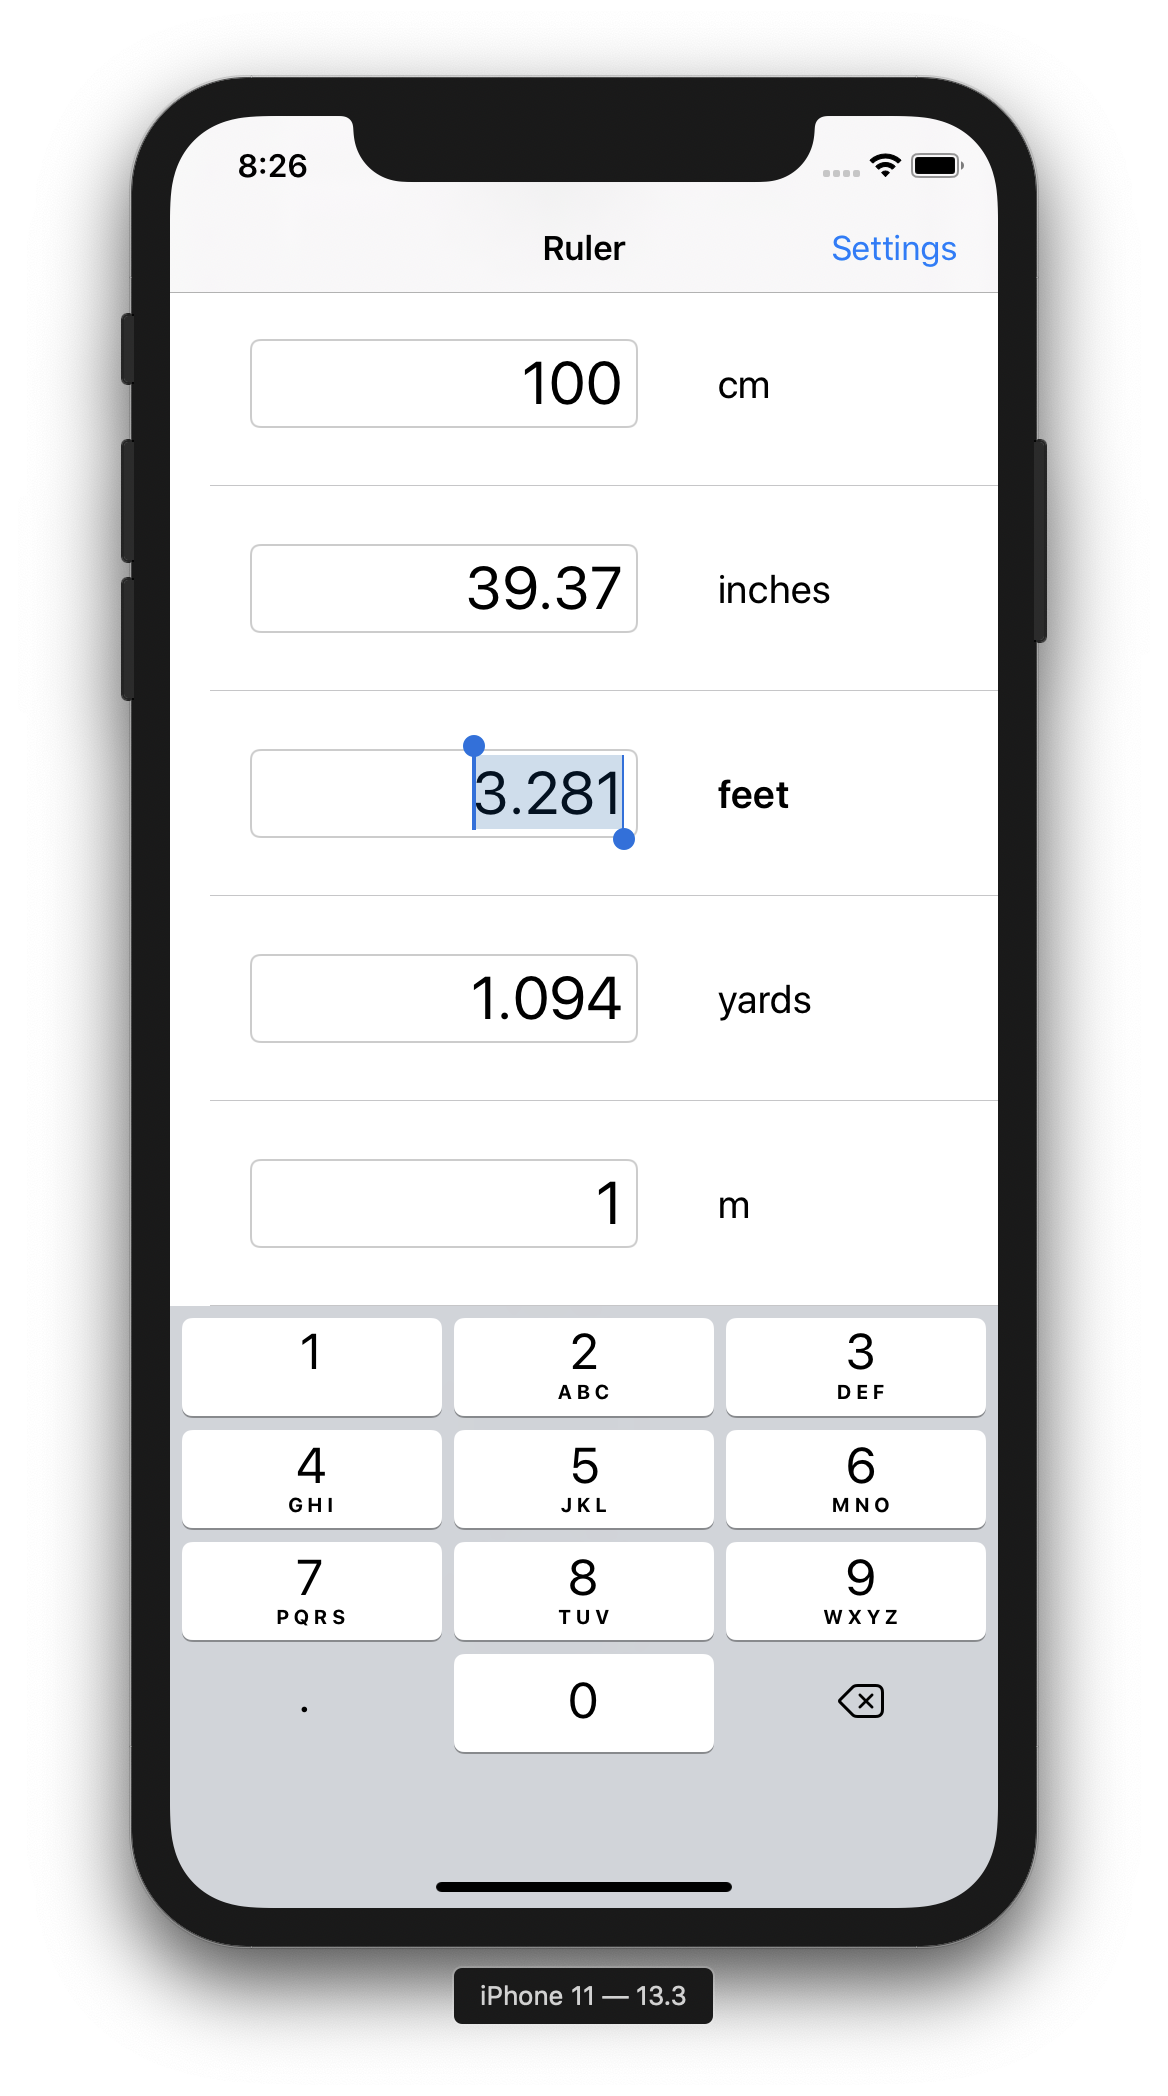 8:26
Ruler Settings
100 cm
39.37 inches
3.281 feet
1.094 yards
1 m
1 2 3
ABC DEF
4 5 6
GHI JKL MNO
7 8 9
PQRS TUV WXYZ
. 0
iPhone 11 — 13.3